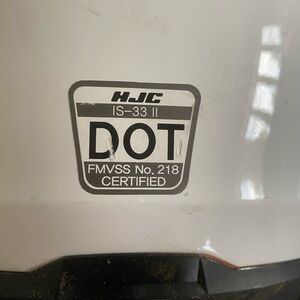 HJC
IS-33 II
DOT
FMVSS No. 218
CERTIFIED